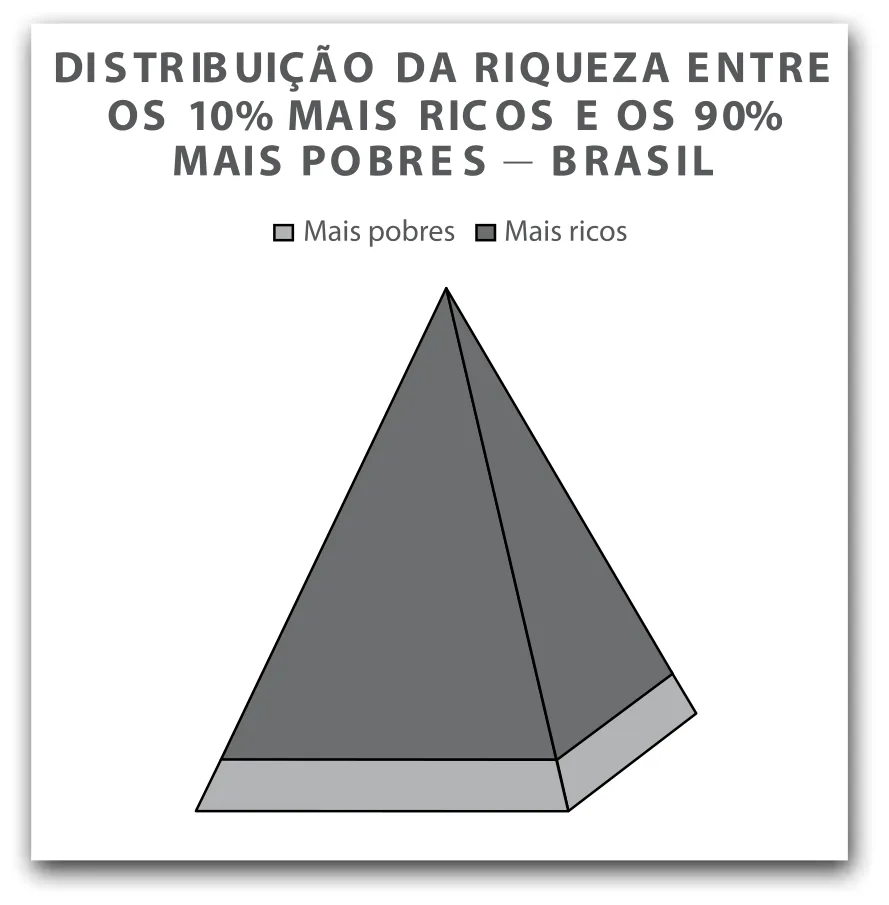 DISTRIBUIÇÃO DA RIQUEZA ENTRE
OS 10% MAIS RICOS E OS 90%
MAIS POBRES — BRASIL
Mais pobres Mais ricos